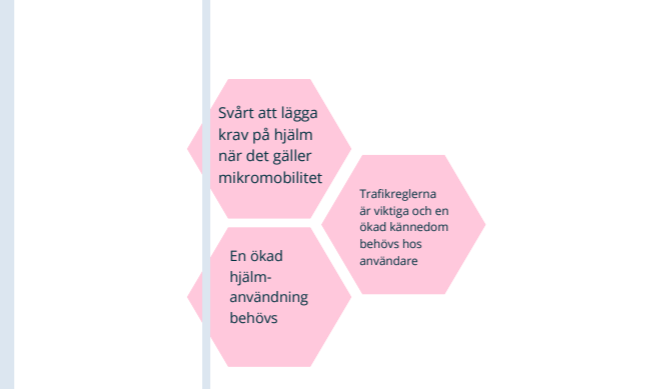 Svårt att lägga
krav på hjälm
när det gäller
mikromobilitet
Trafikreglerna
är viktiga och en
ökad kännedom
behövs hos
användare
En ökad
hjälm-
användning
behövs